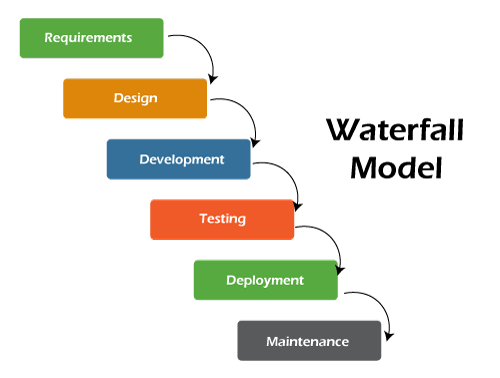 Requirements
Design
Waterfall
Model
Development
Testing
Deployment
Maintenance